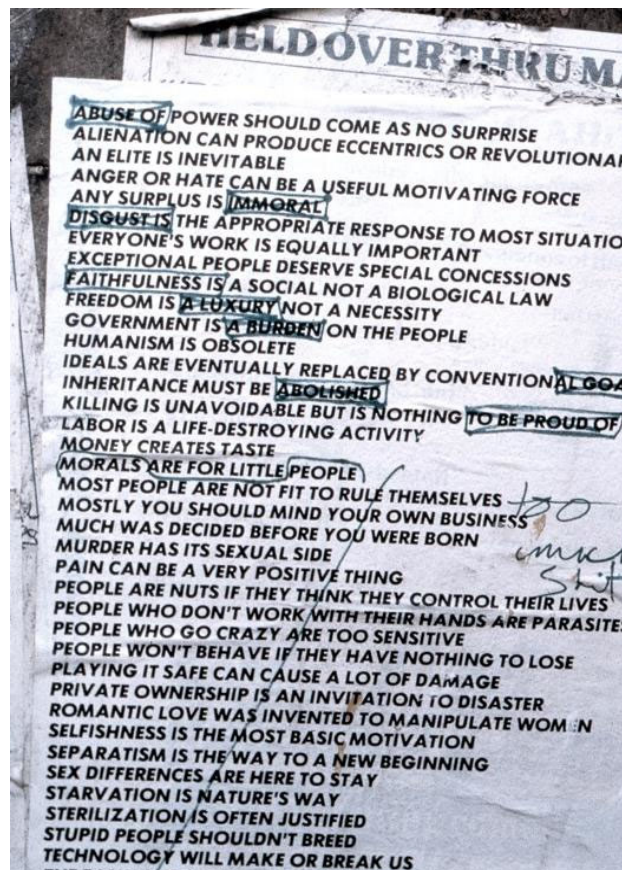 HELD OVER THRU MA
ABUSE OF POWER SHOULD COME AS NO SURPRISE
ALIENATION CAN PRODUCE ECCENTRICS OR REVOLUTIONAR
AN ELITE IS INEVITABLE
ANGER OR HATE CAN BE A USEFUL MOTIVATING FORCE
ANY SURPLUS IS IMMORAL
DISGUST IS THE APPROPRIATE RESPONSE TO MOST SITUATIO
EVERYONE'S WORK IS EQUALLY IMPORTANT
EXCEPTIONAL PEOPLE DESERVE SPECIAL CONCESSIONS
FAITHFULNESS IS A SOCIAL NOT A BIOLOGICAL LAW
FREEDOM IS A LUXURY NOT A NECESSITY
GOVERNMENT IS A BURDEN ON THE PEOPLE
HUMANISM IS OBSOLETE
IDEALS ARE EVENTUALLY REPLACED BY CONVENTIONAL GOA
INHERITANCE MUST BE ABOLISHED
KILLING IS UNAVOIDABLE BUT IS NOTHING TO BE PROUD OF
LABOR IS A LIFE-DESTROYING ACTIVITY
MONEY CREATES TASTE
MORALS ARE FOR LITTLE PEOPLE
MOST PEOPLE ARE NOT FIT TO RULE THEMSELVES
MOSTLY YOU SHOULD MIND YOUR OWN BUSINESS
too
MUCH WAS DECIDED BEFORE YOU WERE BORN
MURDER HAS ITS SEXUAL SIDE
PAIN CAN BE A VERY POSITIVE THING
Shit
PEOPLE ARE NUTS IF THEY THINK THEY CONTROL THEIR LIVES
PEOPLE WHO DON'T WORK WITH THEIR HANDS ARE PARASITES
PEOPLE WHO GO CRAZY ARE TOO SENSITIVE
PEOPLE WON'T BEHAVE IF THEY HAVE NOTHING TO LOSE
PLAYING IT SAFE CAN CAUSE A LOT OF DAMAGE
PRIVATE OWNERSHIP IS AN INVITATION TO DISASTER
ROMANTIC LOVE WAS INVENTED TO MANIPULATE WOMEN
SELFISHNESS IS THE MOST BASIC MOTIVATION
SEPARATISM IS THE WAY TO A NEW BEGINNING
SEX DIFFERENCES ARE HERE TO STAY
STARVATION IS NATURE'S WAY
STERILIZATION IS OFTEN JUSTIFIED
STUPID PEOPLE SHOULDN'T BREED
TECHNOLOGY WILL MAKE OR BREAK US